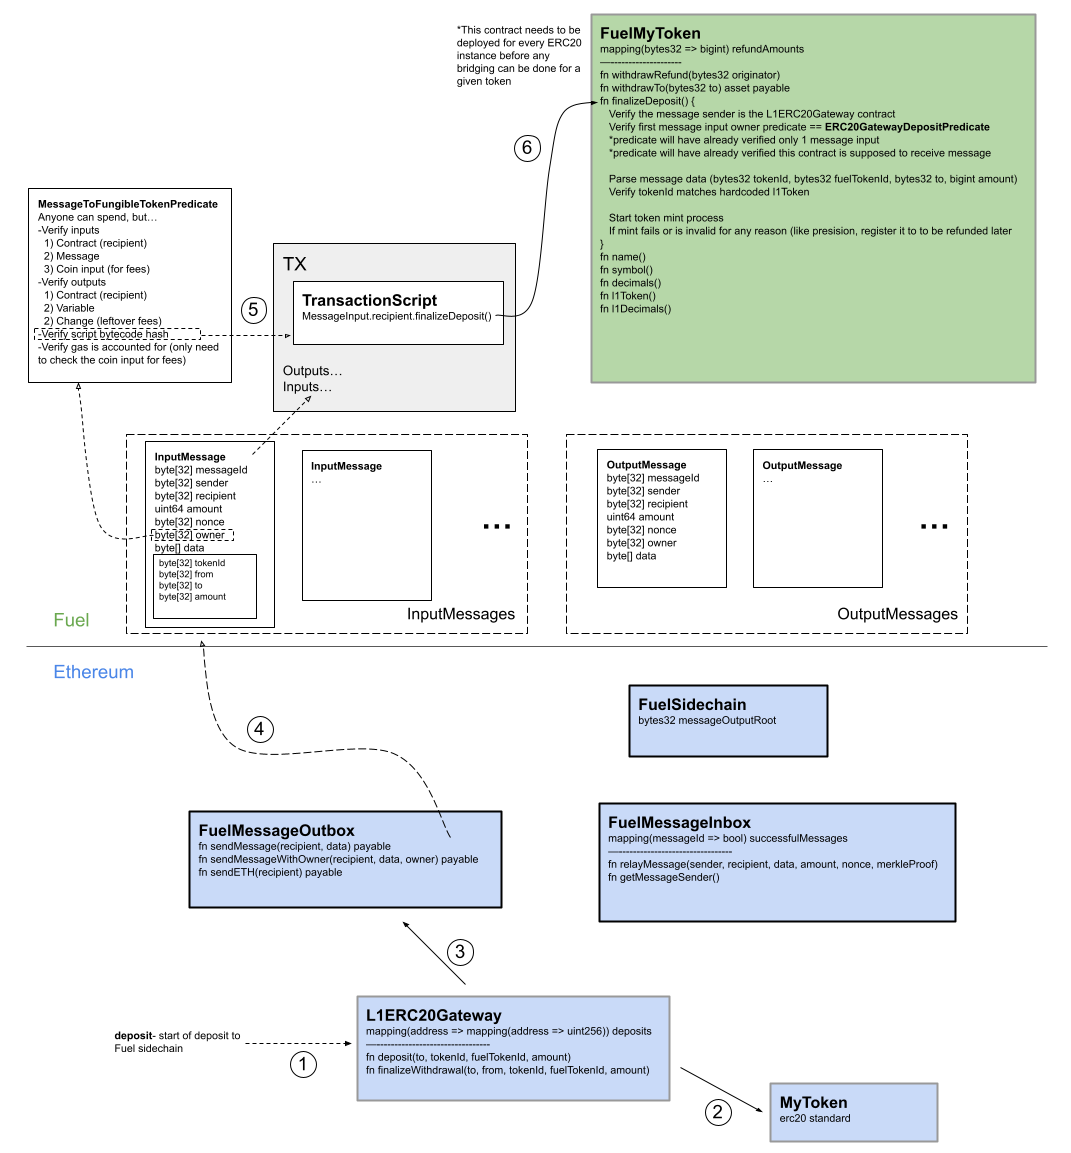 *This contract needs to be
deployed for every ERC20
instance before any
bridging can be done for a
given token
FuelMyToken
mapping(bytes32 => bigint) refundAmounts
—---------------------
fn withdrawRefund(bytes32 originator)
fn withdrawTo(bytes32 to) asset payable
fn finalizeDeposit() {
Verify the message sender is the L1ERC20Gateway contract
Verify first message input owner predicate == ERC20GatewayDepositPredicate
*predicate will have already verified only 1 message input
*predicate will have already verified this contract is supposed to receive message
Parse message data (bytes32 tokenId, bytes32 fuelTokenId, bytes32 to, bigint amount)
Verify tokenId matches hardcoded l1Token
Start token mint process
If mint fails or is invalid for any reason (like presision, register it to to be refunded later
}
fn name()
fn symbol()
fn decimals()
fn l1Token()
fn l1Decimals()
6
MessageToFungibleTokenPredicate
Anyone can spend, but…
-Verify inputs
1) Contract (recipient)
2) Message
3) Coin input (for fees)
-Verify outputs
1) Contract (recipient)
2) Variable
2) Change (leftover fees)
-Verify script bytecode hash
-Verify gas is accounted for (only need
to check the coin input for fees)
5
TX
TransactionScript
MessageInput.recipient.finalizeDeposit()
Outputs…
Inputs…
InputMessage
byte[32] messageId
byte[32] sender
byte[32] recipient
uint64 amount
byte[32] nonce
byte[32] owner
byte[] data
byte[32] tokenId
byte[32] from
byte[32] to
byte[32] amount
InputMessage
…
...
InputMessages
OutputMessage
byte[32] messageId
byte[32] sender
byte[32] recipient
uint64 amount
byte[32] nonce
byte[32] owner
byte[] data
OutputMessage
…
...
OutputMessages
Fuel
Ethereum
4
FuelSidechain
bytes32 messageOutputRoot
FuelMessageOutbox
fn sendMessage(recipient, data) payable
fn sendMessageWithOwner(recipient, data, owner) payable
fn sendETH(recipient) payable
FuelMessageInbox
mapping(messageId => bool) successfulMessages
—---------------------------------
fn relayMessage(sender, recipient, data, amount, nonce, merkleProof)
fn getMessageSender()
3
deposit- start of deposit to
Fuel sidechain
1
L1ERC20Gateway
mapping(address => mapping(address => uint256)) deposits
—---------------------------------
fn deposit(to, tokenId, fuelTokenId, amount)
fn finalizeWithdrawal(to, from, tokenId, fuelTokenId, amount)
2
MyToken
erc20 standard